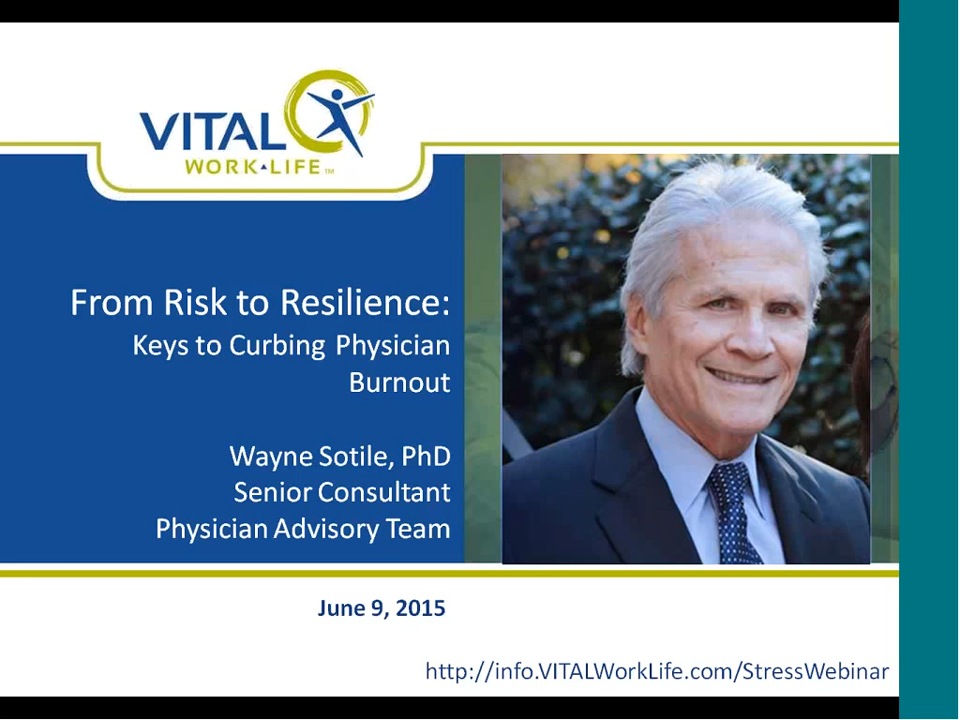 VITAL
WORK▲LIFE™
From Risk to Resilience:
Keys to Curbing Physician
Burnout
Wayne Sotile, PhD
Senior Consultant
Physician Advisory Team
June 9, 2015
http://info.VITALWorkLife.com/StressWebinar